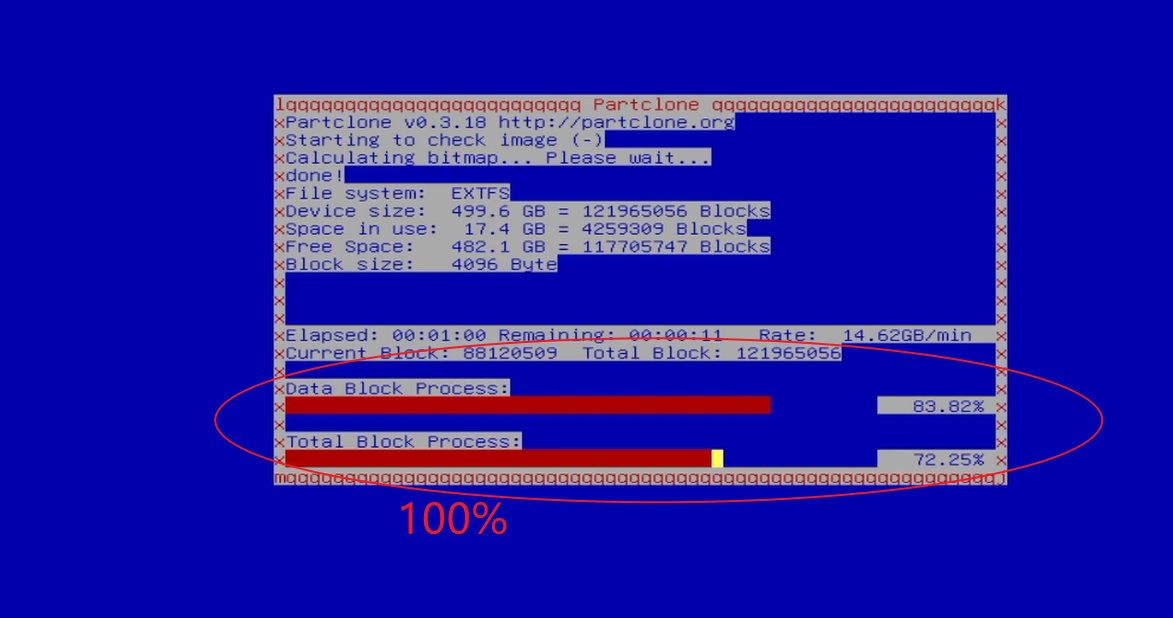 lqqqqqqqqqqqqqqqqqqqqqqqqq Partclone qqqqqqqqqqqqqqqqqqqqqqqqk
xPartclone v0.3.18 http://partclone.org x
xStarting to check image (-) x
xCalculating bitmap... Please wait... x
xdone! x
xFile system:  EXTFS x
xDevice size:  499.6 GB = 121965056 Blocks x
xSpace in use:  17.4 GB = 4259309 Blocks x
xFree Space:   482.1 GB = 117705747 Blocks x
xBlock size:   4096 Byte x
x x
x x
x x
xElapsed: 00:01:00 Remaining: 00:00:11   Rate:  14.62GB/min x
xCurrent Block: 88120509  Total Block: 121965056 x
x x
xData Block Process: x
x 83.82% x
x x
xTotal Block Process: x
x 72.25% x
mqqqqqqqqqqqqqqqqqqqqqqqqqqqqqqqqqqqqqqqqqqqqqqqqqqqqqqqqqqqqj
100%